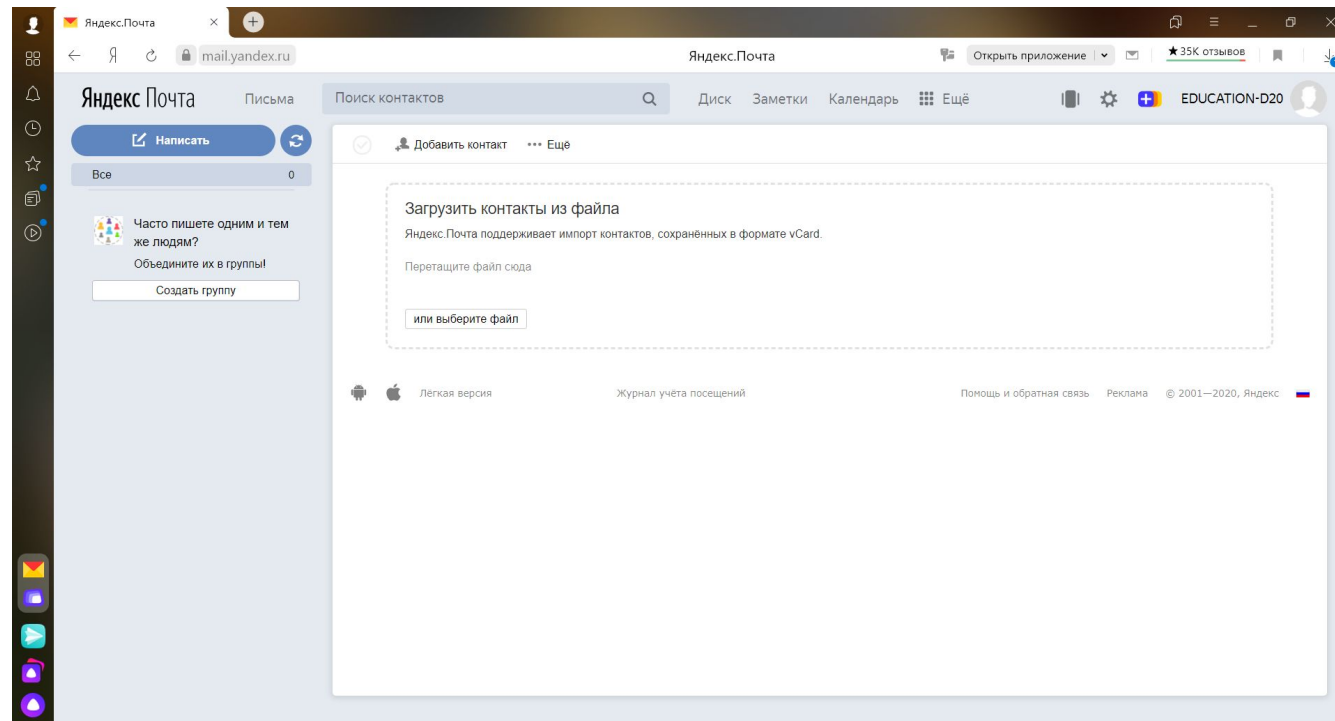 Яндекс.Почта
Я
mail.yandex.ru
Яндекс.Почта
Открыть приложение
★35K отзывов
Яндекс Почта
Письма
Поиск контактов
Диск
Заметки
Календарь
Ещё
EDUCATION-D20
Написать
Добавить контакт
••• Ещё
Все 0
Часто пишете одним и тем
же людям?
Объедините их в группы!
Создать группу
Загрузить контакты из файла
Яндекс.Почта поддерживает импорт контактов, сохранённых в формате vCard.
Перетащите файл сюда
или выберите файл
Лёгкая версия
Журнал учёта посещений
Помощь и обратная связь
Реклама
© 2001—2020, Яндекс